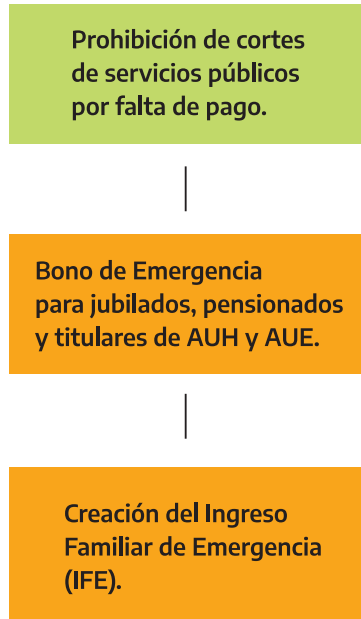 Prohibición de cortes
de servicios públicos
por falta de pago.
Bono de Emergencia
para jubilados, pensionados
y titulares de AUH y AUE.
Creación del Ingreso
Familiar de Emergencia
(IFE).